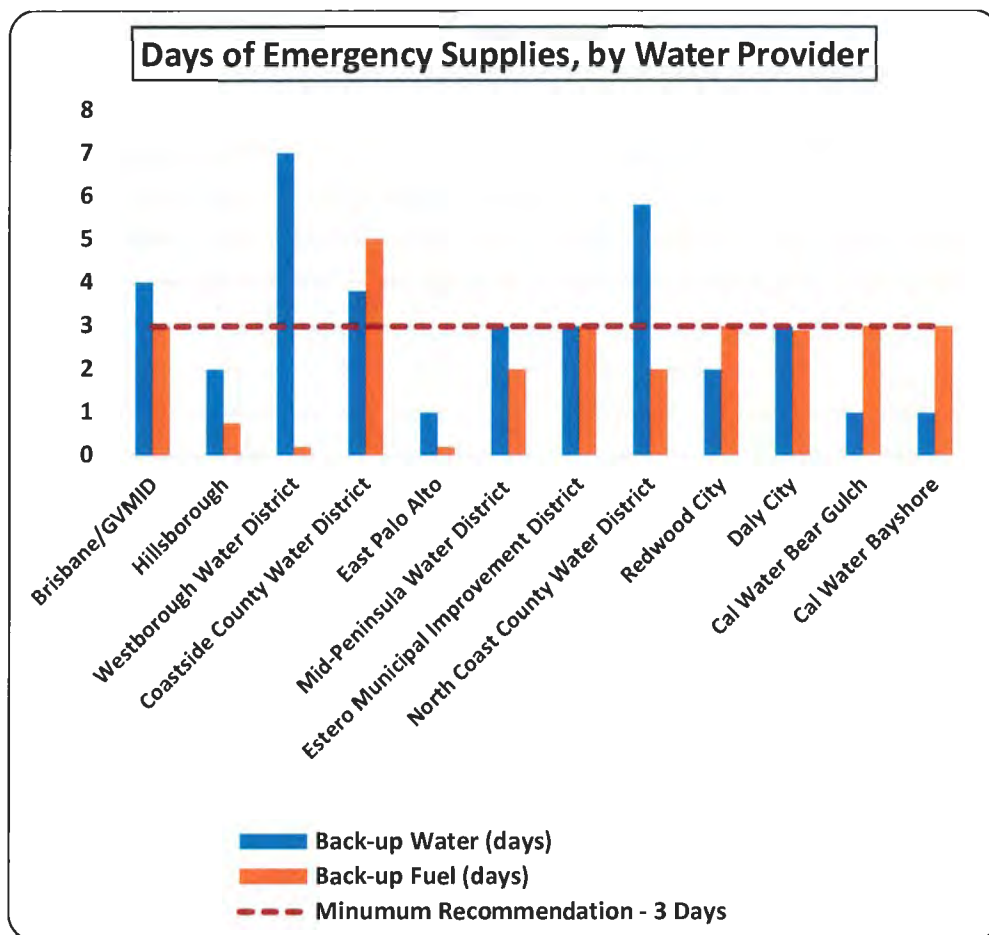 Days of Emergency Supplies, by Water Provider
8
7
6
5
4
3
2
1
0
Brisbane/GVMID
Hillsborough
Westborough Water District
Coastside County Water District
East Palo Alto
Mid-Peninsula Water District
Estero Municipal Improvement District
North Coast County Water District
Redwood City
Daly City
Cal Water Bear Gulch
Cal Water Bayshore
Back-up Water (days)
Back-up Fuel (days)
Minumum Recommendation - 3 Days